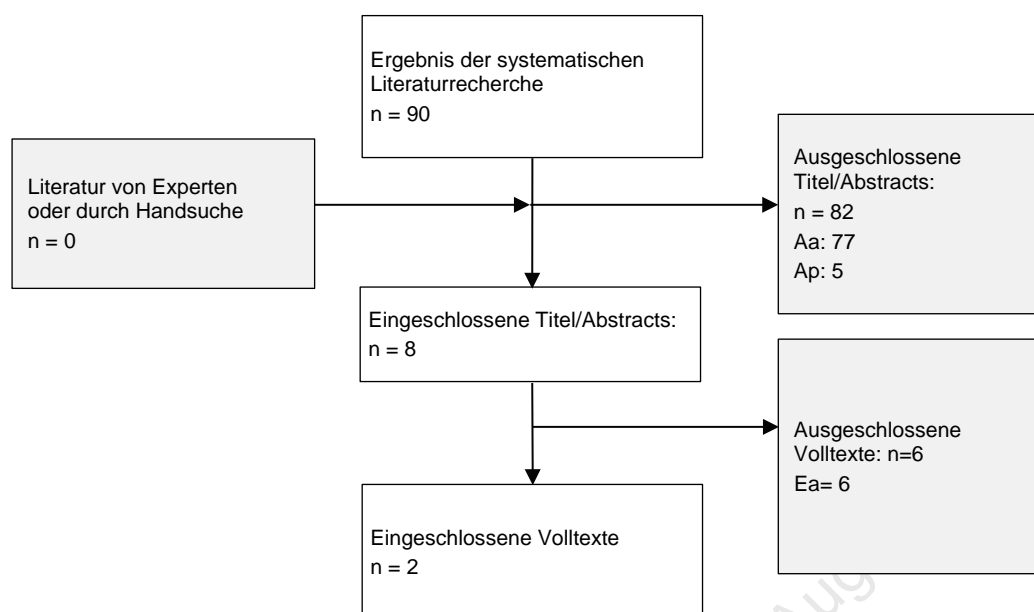 Ergebnis der systematischen
Literaturrecherche
n = 90
Literatur von Experten
oder durch Handsuche
n = 0
Ausgeschlossene
Titel/Abstracts:
n = 82
Aa: 77
Ap: 5
Eingeschlossene Titel/Abstracts:
n = 8
Ausgeschlossene
Volltexte: n=6
Ea= 6
Eingeschlossene Volltexte
n = 2
Aug